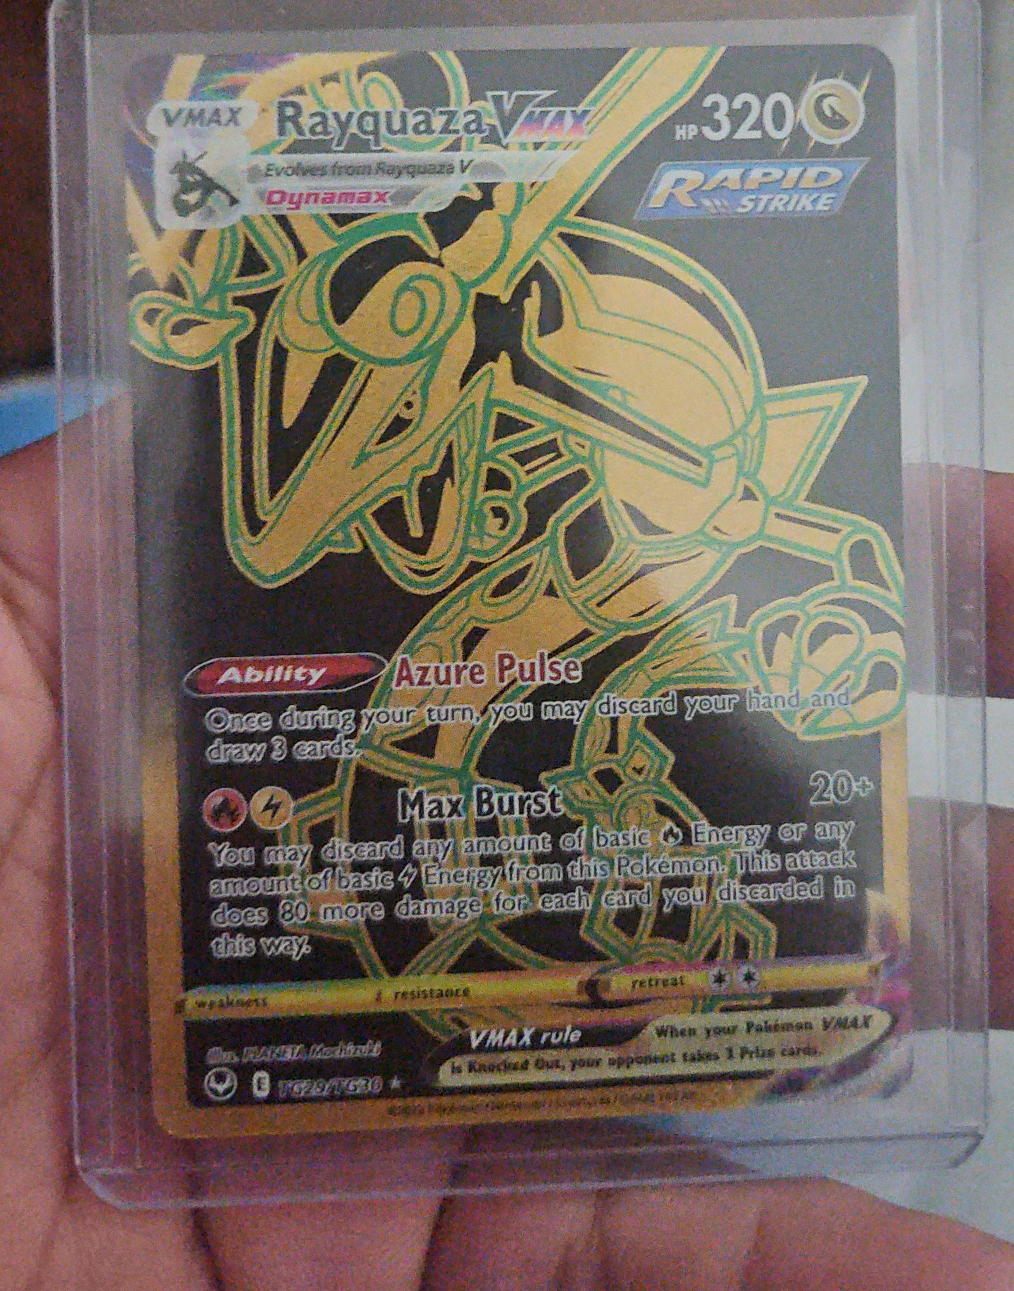 VMAX Rayquaza VMAX HP 320
Evolves from Rayquaza V
Dynamax
RAPID
STRIKE
Ability Azure Pulse
Once during your turn, you may discard your hand and
draw 3 cards.
Max Burst 20+
You may discard any amount of basic Energy or any
amount of basic Energy from this Pokémon. This attack
does 80 more damage for each card you discarded in
this way.
weakness resistance retreat
VMAX rule When your Pokémon VMAX
is Knocked Out, your opponent takes 3 Prize cards.
Illus. PLANETA Mochizuki
E TG29/TG30